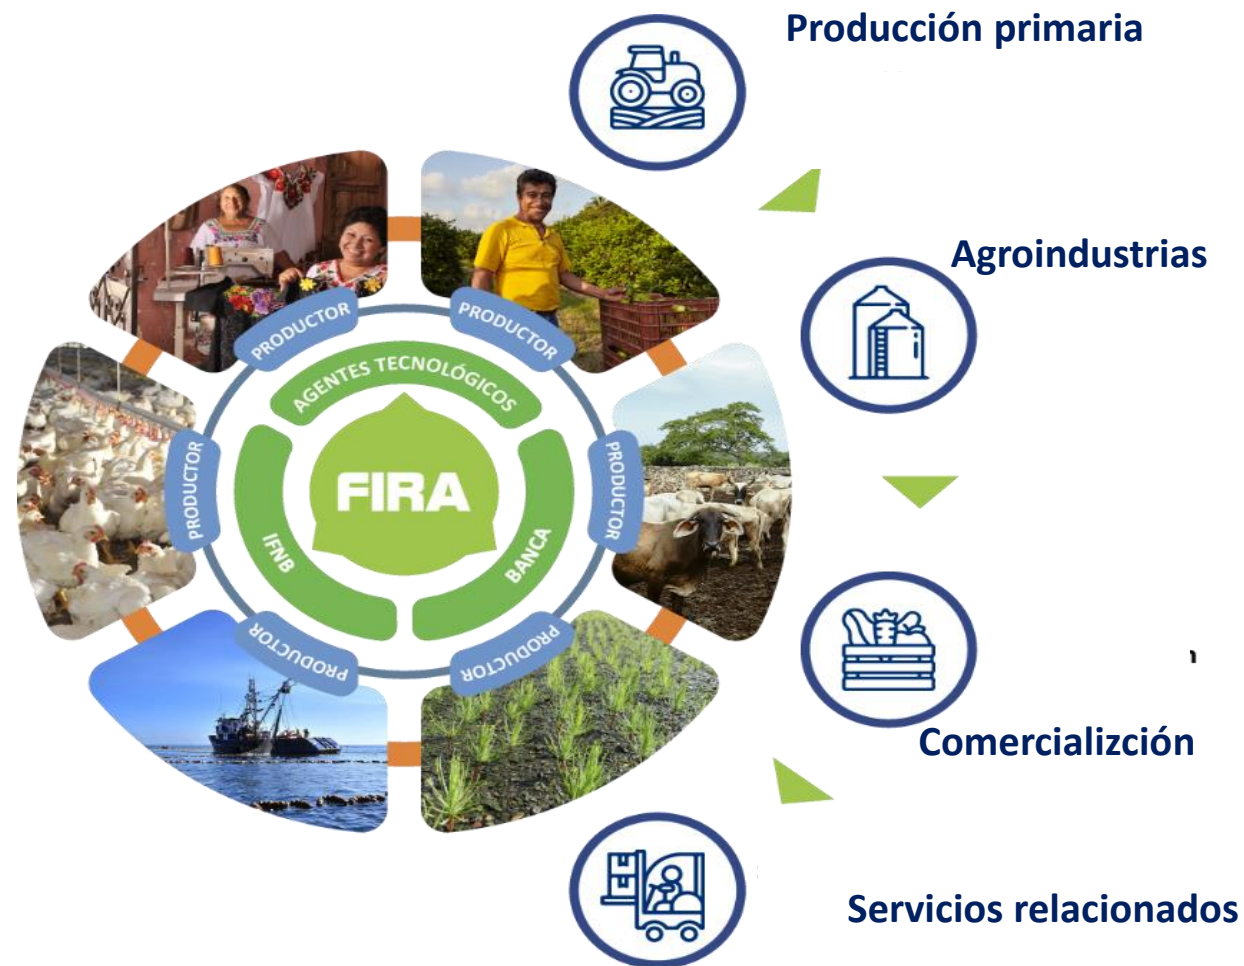 Producción primaria
Agroindustrias
PRODUCTOR
PRODUCTOR
AGENTES TECNOLÓGICOS
FIRA
PRODUCTOR
PRODUCTOR
IFNB
BANCA
PRODUCTOR
PRODUCTOR
n
Comercializción
Servicios relacionados